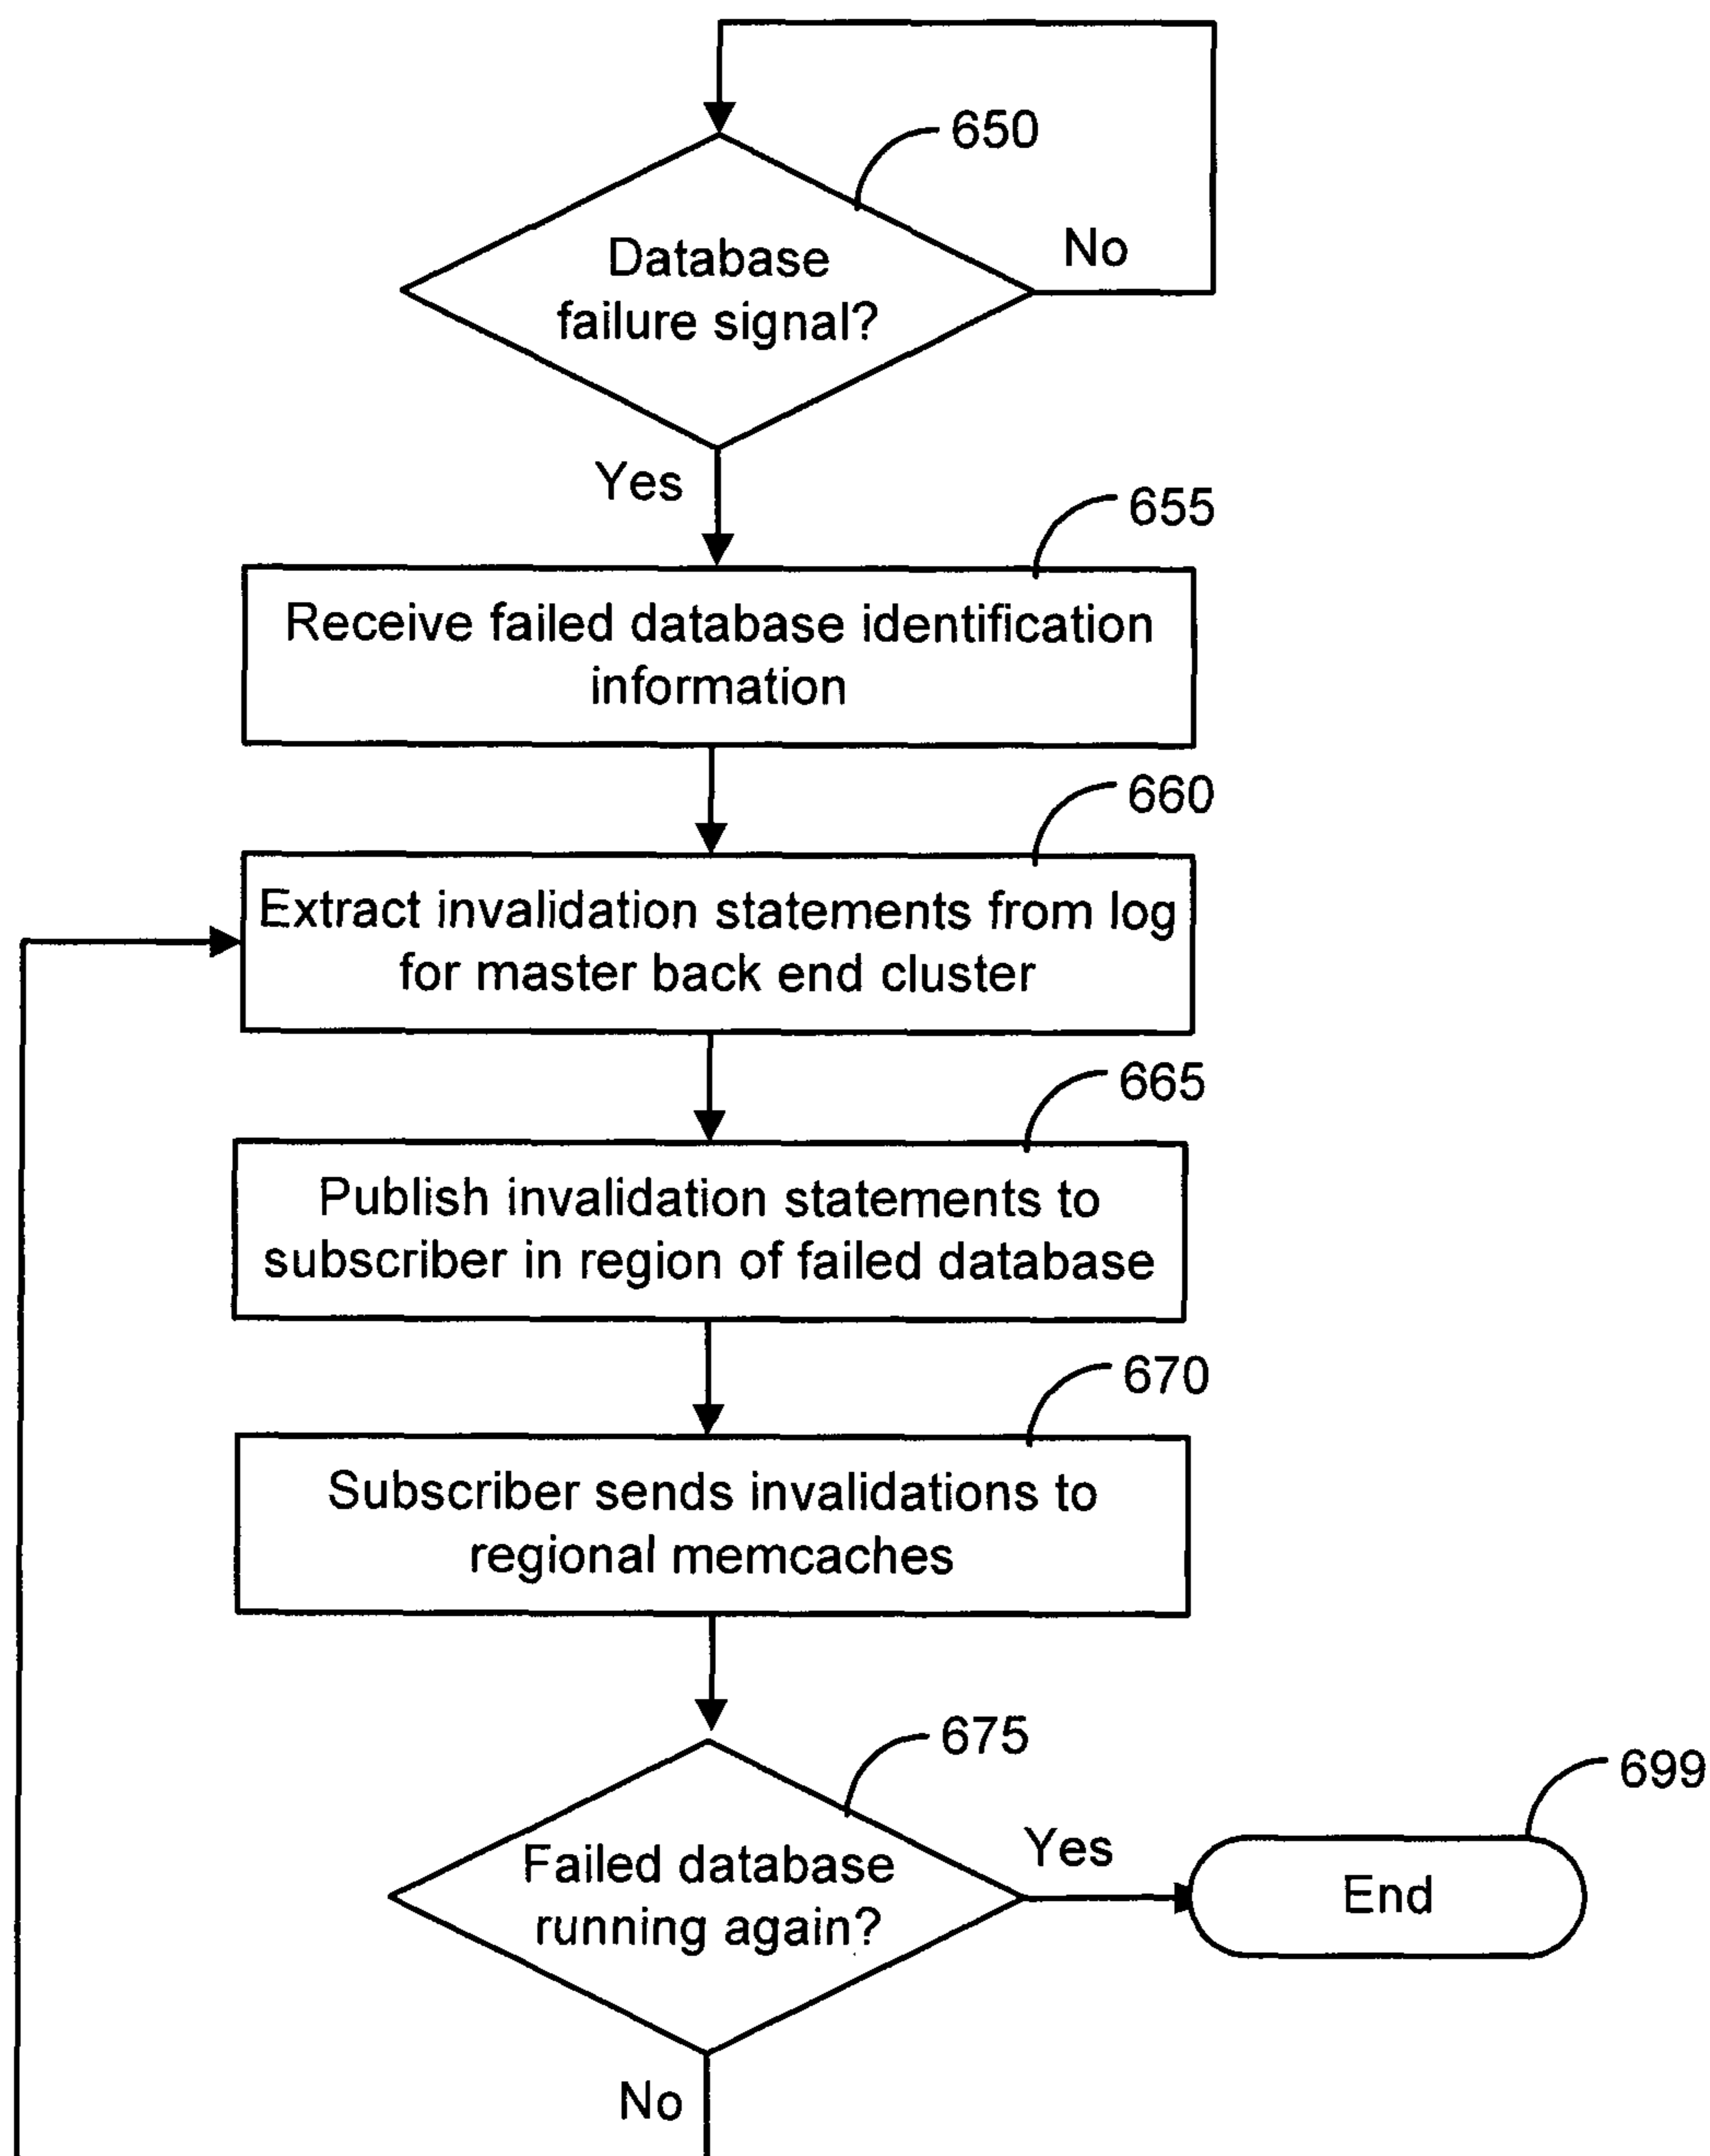 650
Database
failure signal?
No
Yes
655
Receive failed database identification
information
660
Extract invalidation statements from log
for master back end cluster
665
Publish invalidation statements to
subscriber in region of failed database
670
Subscriber sends invalidations to
regional memcaches
675
Failed database
running again?
Yes
699
End
No